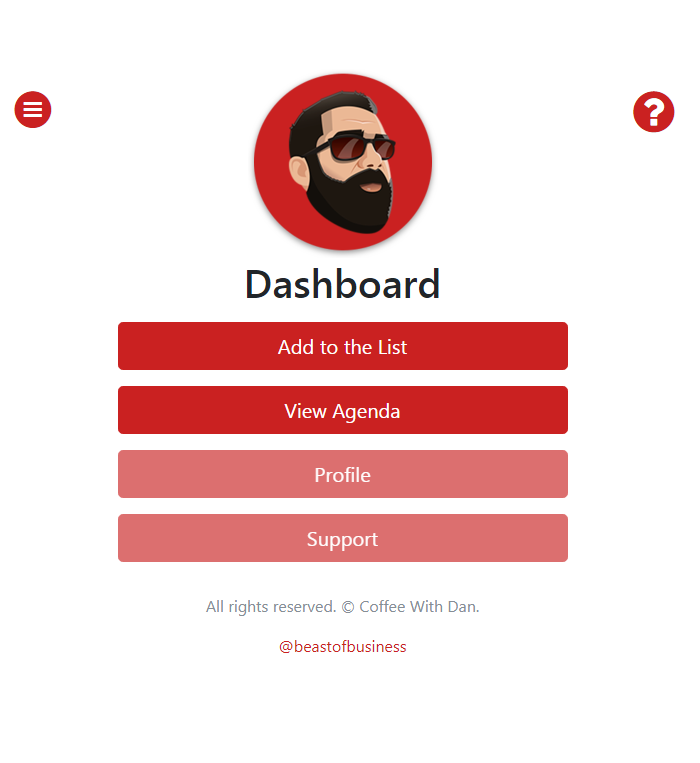 Dashboard
Add to the List
View Agenda
Profile
Support
All rights reserved. © Coffee With Dan.
@beastofbusiness